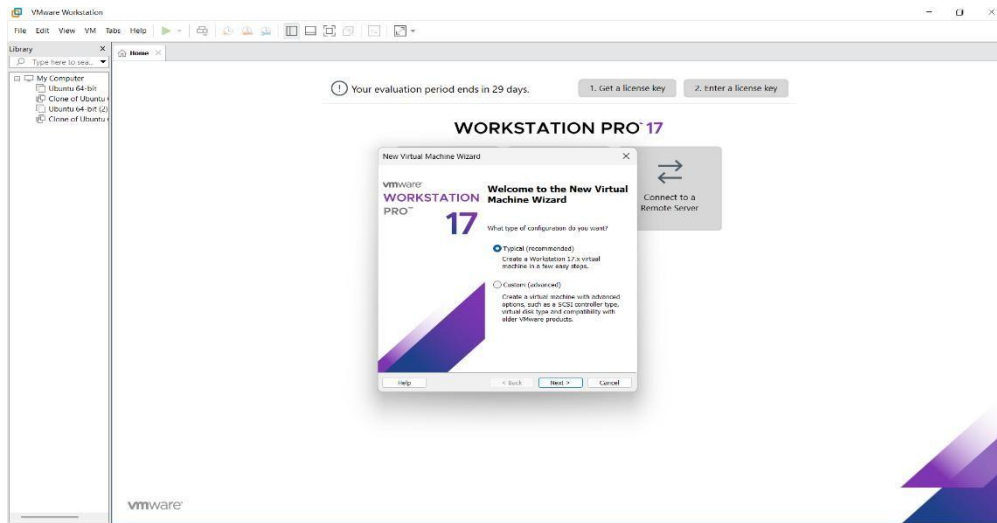 VMware Workstation
File Edit View VM Tabs Help
Library
Type here to sea...
Home
My Computer
Ubuntu 64-bit
Clone of Ubuntu
Ubuntu 64-bit (2)
Clone of Ubuntu
Your evaluation period ends in 29 days.
1. Get a license key
2. Enter a license key
WORKSTATION PRO™ 17
New Virtual Machine Wizard
vmware®
WORKSTATION
PRO™
17
Welcome to the New Virtual
Machine Wizard
What type of configuration do you want?
Typical (recommended)
Create a Workstation 17.x virtual
machine in a few easy steps.
Custom (advanced)
Create a virtual machine with advanced
options, such as a SCSI controller type,
virtual disk type and compatibility with
older VMware products.
Help
< Back
Next >
Cancel
Connect to a
Remote Server
vmware®